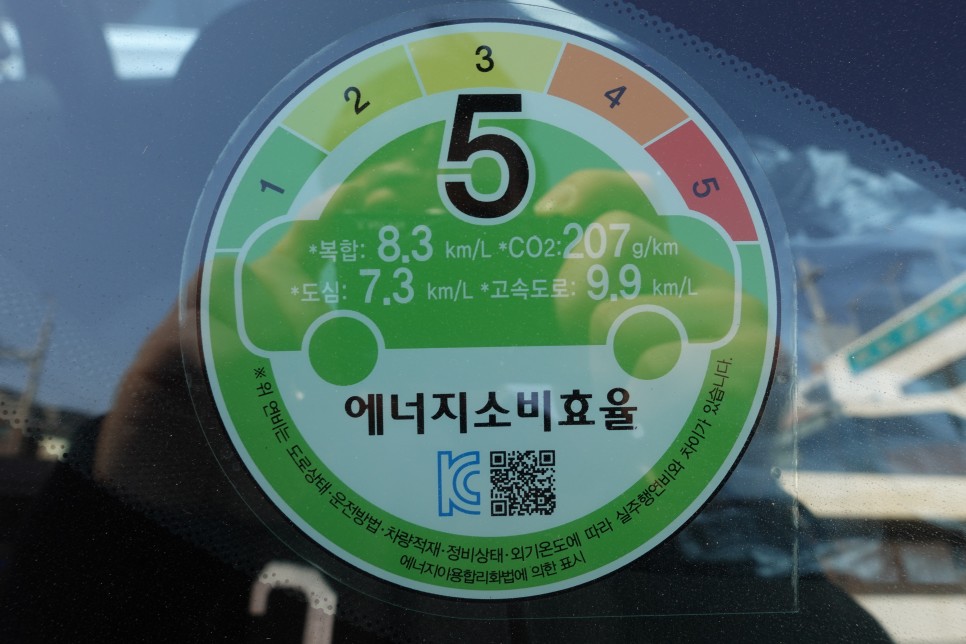 1
2
3
4
5
5
*복합: 8.3 km/L *CO2:207g/km
*도심: 7.3 km/L *고속도로: 9.9 km/L
에너지소비효율
KC
※위 연비는 도로상태·운전방법·차량적재·정비상태·외기온도에 따라 실주행연비와 차이가 있습니다.
에너지이용합리화법에 의한 표시